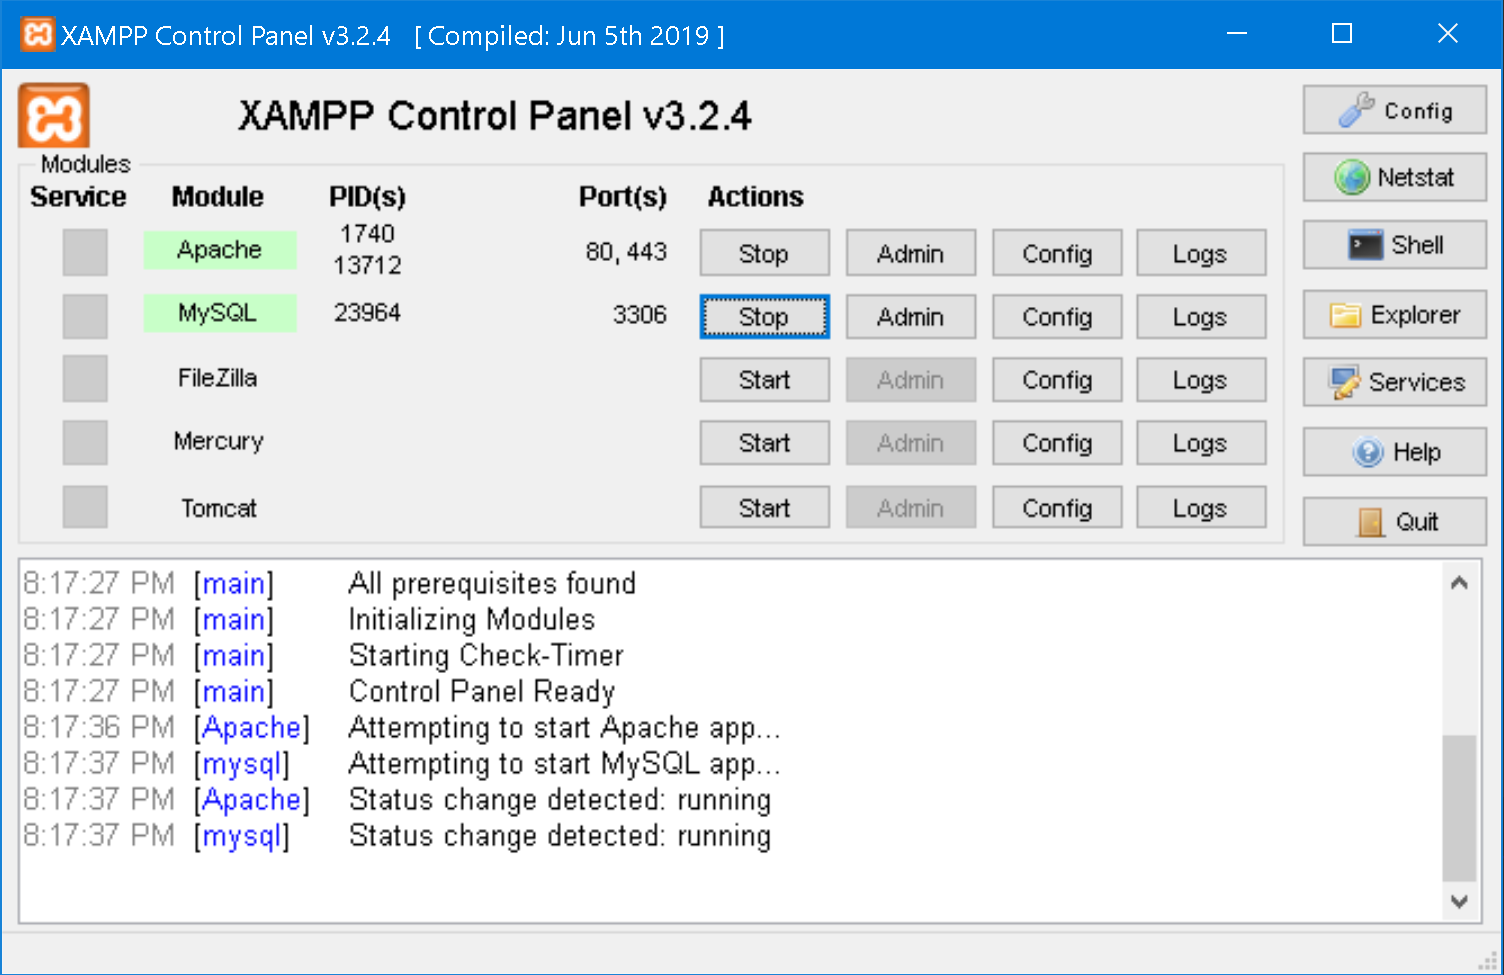 XAMPP Control Panel v3.2.4 [ Compiled: Jun 5th 2019 ]
XAMPP Control Panel v3.2.4
Config
Modules
Netstat
Service Module PID(s) Port(s) Actions
Apache 1740 13712 80, 443 Stop Admin Config Logs
Shell
MySQL 23964 3306 Stop Admin Config Logs
Explorer
FileZilla Start Admin Config Logs
Services
Mercury Start Admin Config Logs
Help
Tomcat Start Admin Config Logs
Quit
8:17:27 PM [main] All prerequisites found
8:17:27 PM [main] Initializing Modules
8:17:27 PM [main] Starting Check-Timer
8:17:27 PM [main] Control Panel Ready
8:17:36 PM [Apache] Attempting to start Apache app...
8:17:37 PM [mysql] Attempting to start MySQL app...
8:17:37 PM [Apache] Status change detected: running
8:17:37 PM [mysql] Status change detected: running